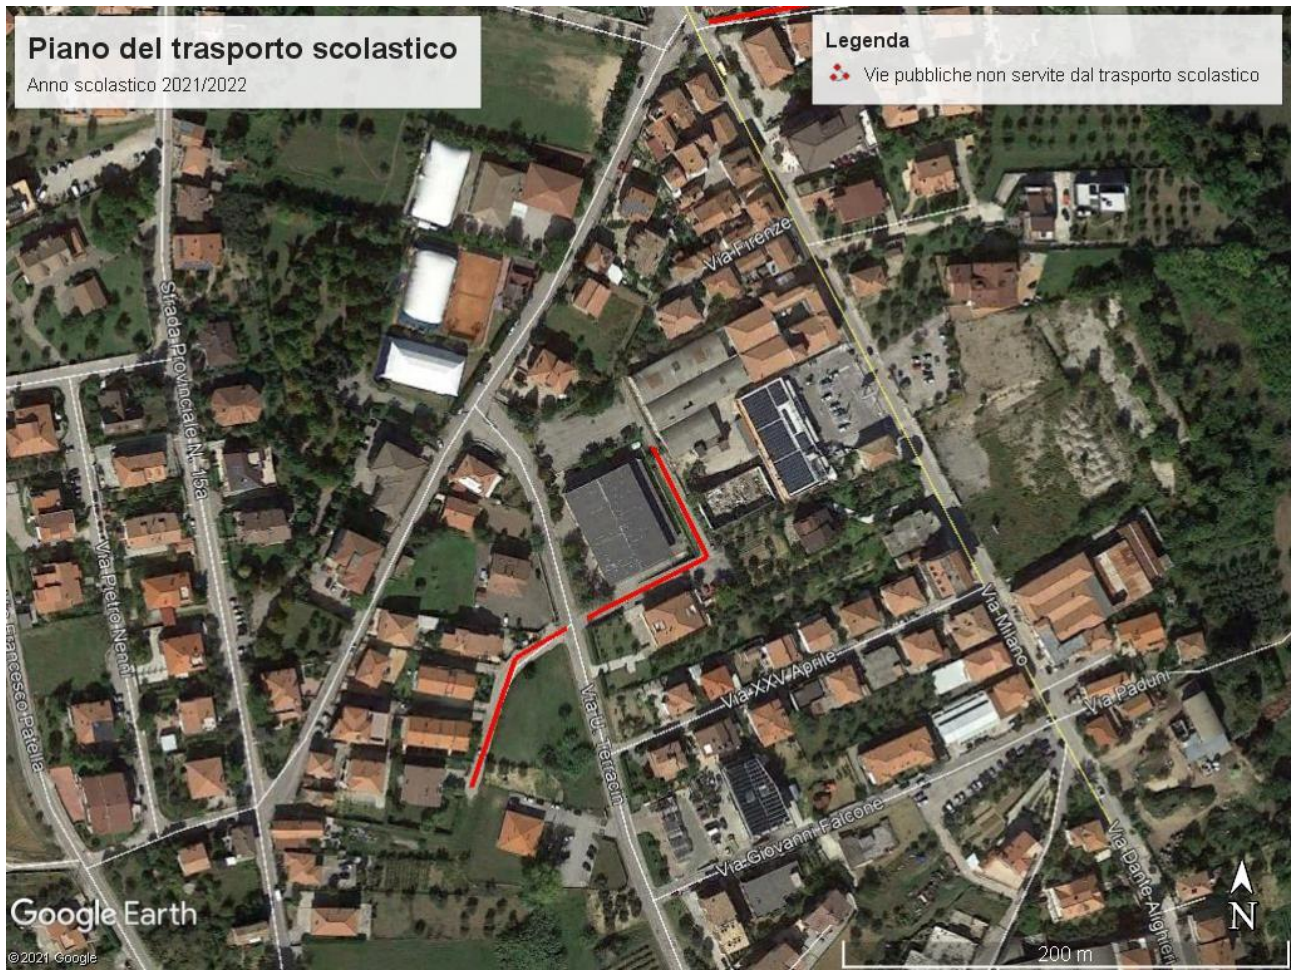 Piano del trasporto scolastico
Anno scolastico 2021/2022
Legenda
Vie pubbliche non servite dal trasporto scolastico
Via Firenze
Strada Provinciale N. 15a
Via Pietro Nenni
Francesco Patella
Via Milano
Via XXV Aprile
Via Paduni
Via U. Terracin
Via Giovanni Falcone
Via Dante Alighieri
Google Earth
© 2021 Google
N
200 m